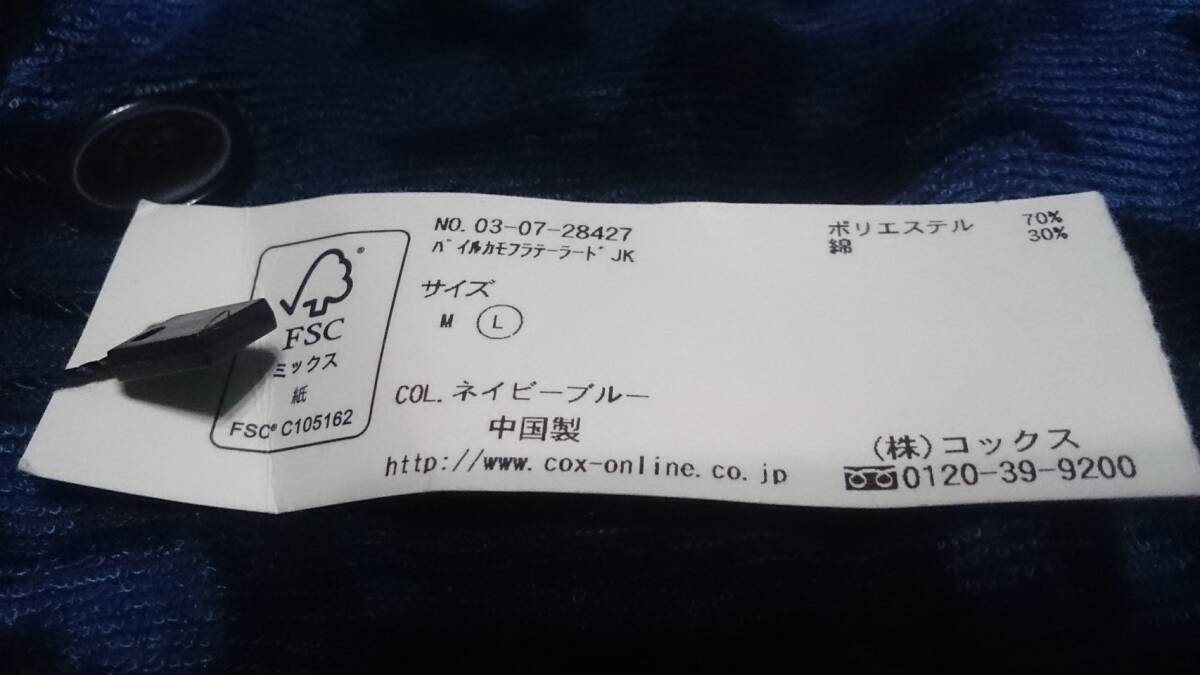 FSC®
ミックス
紙
FSC® C105162
NO. 03-07-28427
パイルカモフラテーラードJK
サイズ
M L
COL. ネイビーブルー
中国製
http://www.cox-online.co.jp
ポリエステル 70%
綿 30%
(株)コックス
0120-39-9200